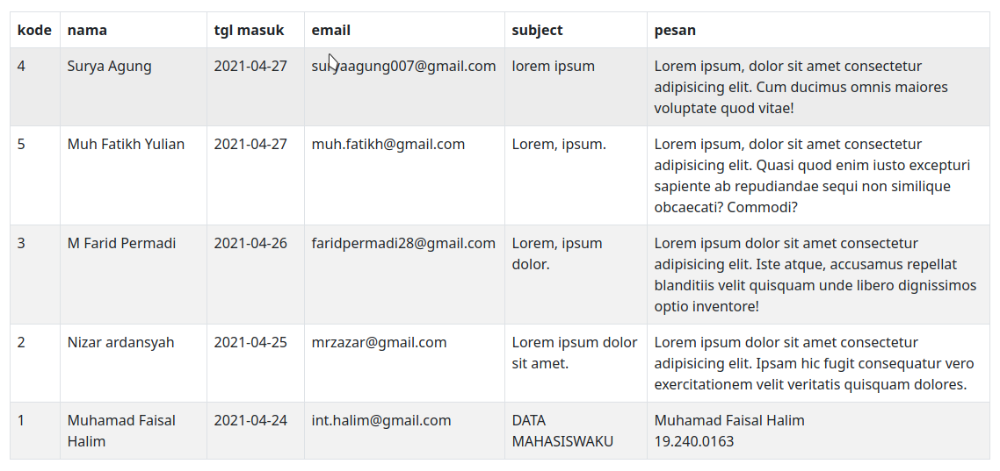 kode nama tgl masuk email subject pesan
4 Surya Agung 2021-04-27 suryaagung007@gmail.com lorem ipsum Lorem ipsum, dolor sit amet consectetur
adipisicing elit. Cum ducimus omnis maiores
voluptate quod vitae!
5 Muh Fatikh Yulian 2021-04-27 muh.fatikh@gmail.com Lorem, ipsum. Lorem ipsum, dolor sit amet consectetur
adipisicing elit. Quasi quod enim iusto excepturi
sapiente ab repudiandae sequi non similique
obcaecati? Commodi?
3 M Farid Permadi 2021-04-26 faridpermadi28@gmail.com Lorem, ipsum Lorem ipsum dolor sit amet consectetur
dolor. adipisicing elit. Iste atque, accusamus repellat
blanditiis velit quisquam unde libero dignissimos
optio inventore!
2 Nizar ardansyah 2021-04-25 mrzazar@gmail.com Lorem ipsum dolor Lorem ipsum dolor sit amet consectetur
sit amet. adipisicing elit. Ipsam hic fugit consequatur vero
exercitationem velit veritatis quisquam dolores.
1 Muhamad Faisal 2021-04-24 int.halim@gmail.com DATA Muhamad Faisal Halim
Halim MAHASISWAKU 19.240.0163